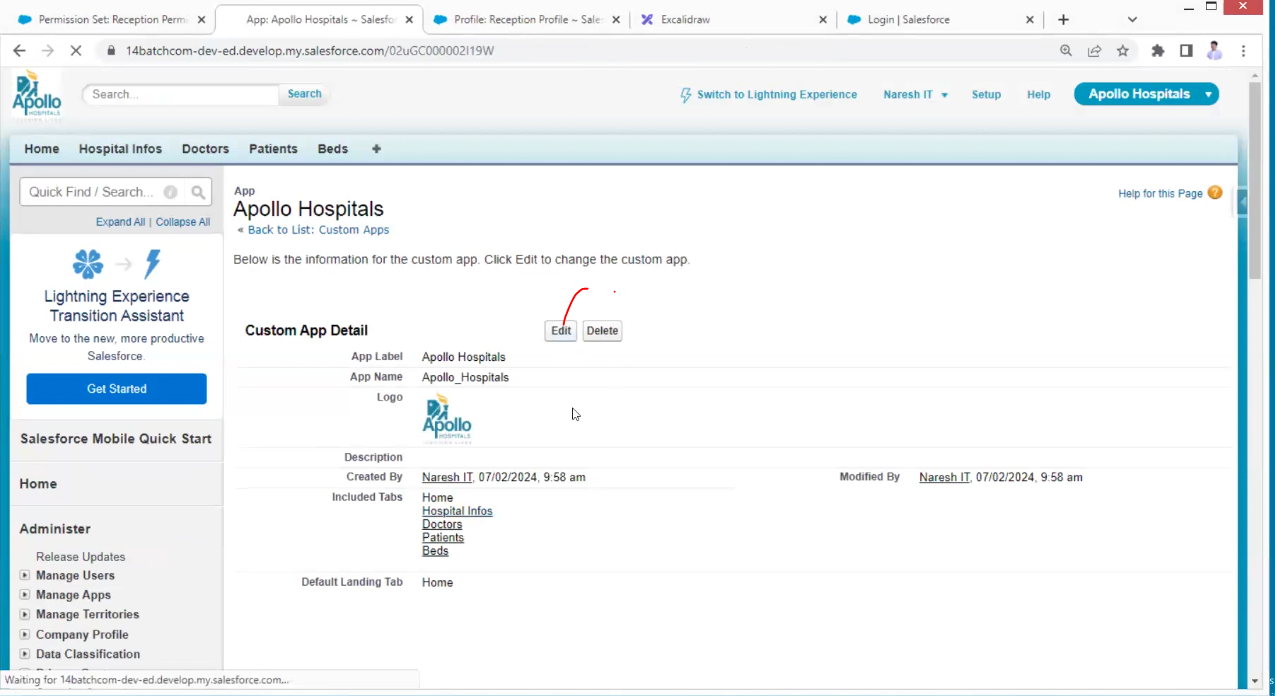 Permission Set: Reception Permi
App: Apollo Hospitals ~ Salesfo
Profile: Reception Profile ~ Sale
Excalidraw
Login | Salesforce
14batchcom-dev-ed.develop.my.salesforce.com/02uGC000002I19W
Apollo
HOSPITALS
Search...
Search
Switch to Lightning Experience
Naresh IT
Setup
Help
Apollo Hospitals
Home
Hospital Infos
Doctors
Patients
Beds
+
Quick Find / Search...
Expand All | Collapse All
Lightning Experience
Transition Assistant
Move to the new, more productive
Salesforce.
Get Started
Salesforce Mobile Quick Start
Home
Administer
Release Updates
Manage Users
Manage Apps
Manage Territories
Company Profile
Data Classification
App
Apollo Hospitals
« Back to List: Custom Apps
Help for this Page
Below is the information for the custom app. Click Edit to change the custom app.
Custom App Detail
Edit
Delete
App Label Apollo Hospitals
App Name Apollo_Hospitals
Logo
Apollo
HOSPITALS
Description
Created By Naresh IT, 07/02/2024, 9:58 am
Modified By Naresh IT, 07/02/2024, 9:58 am
Included Tabs Home
Hospital Infos
Doctors
Patients
Beds
Default Landing Tab Home
Waiting for 14batchcom-dev-ed.develop.my.salesforce.com...